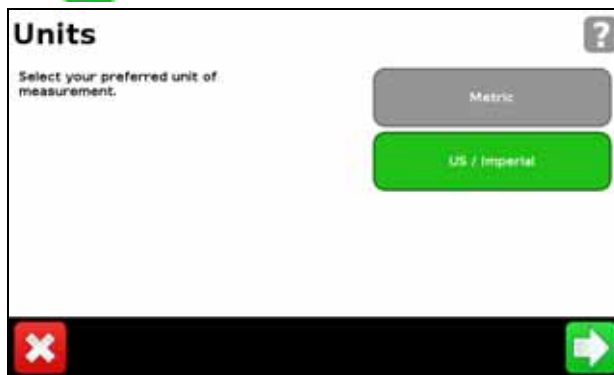 Units
?
Select your preferred unit of
measurement.
Metric
US / Imperial